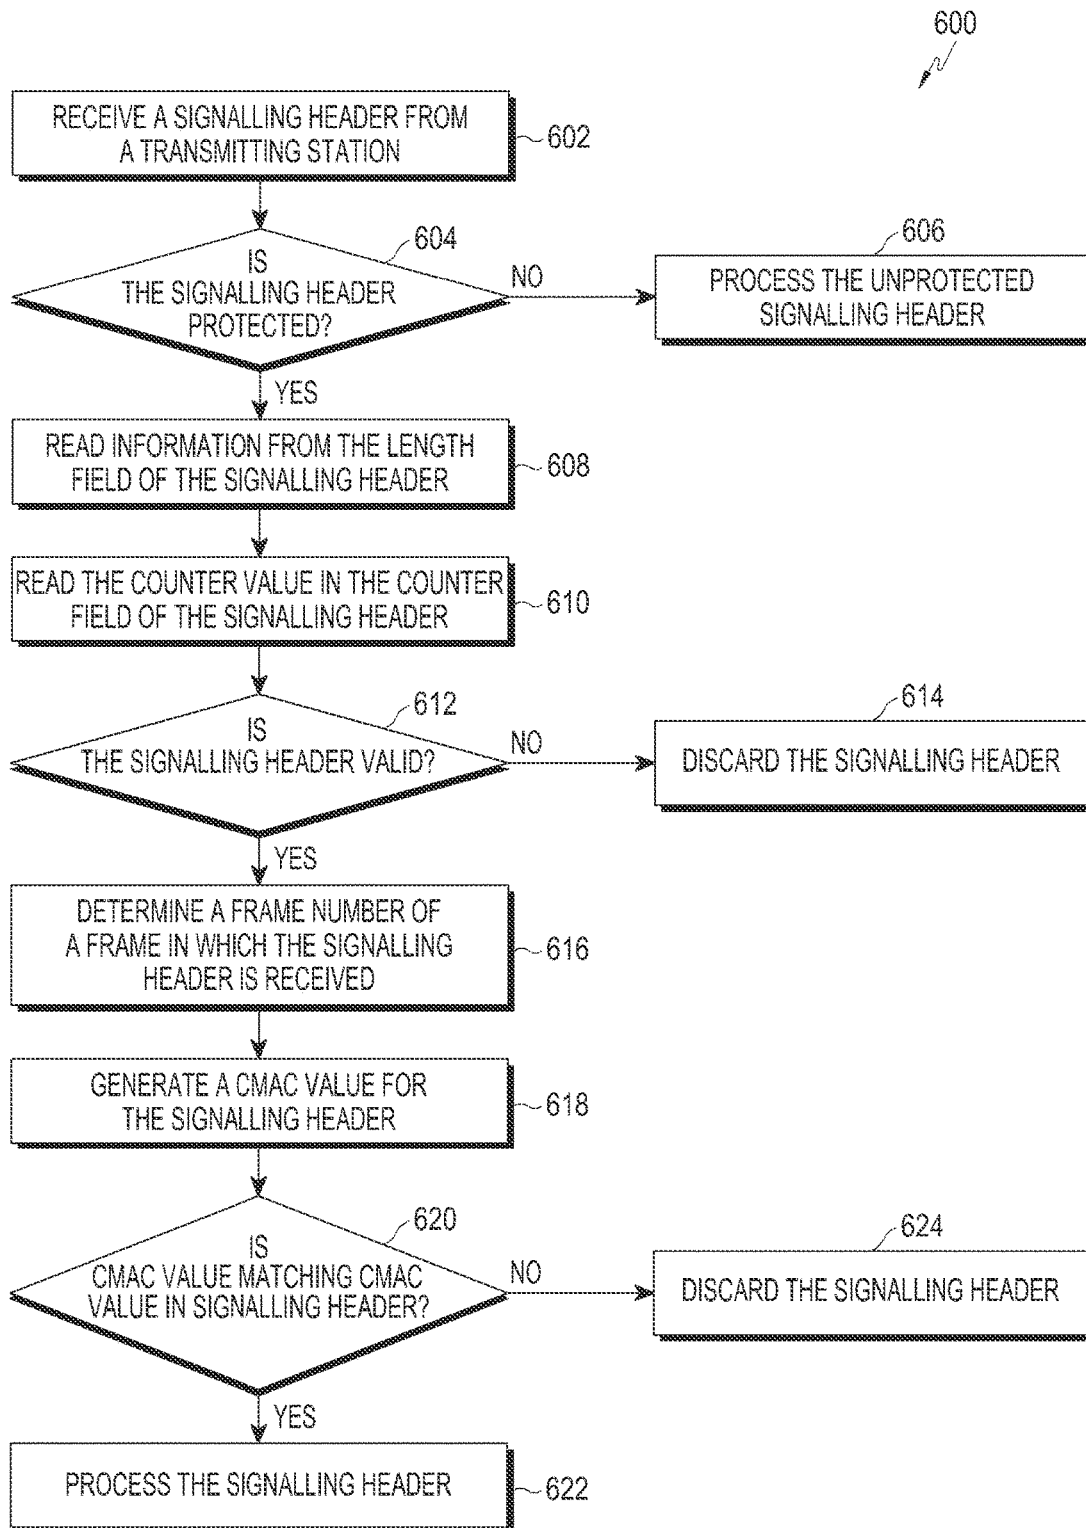 600
RECEIVE A SIGNALLING HEADER FROM
A TRANSMITTING STATION
602
604
IS
THE SIGNALLING HEADER
PROTECTED?
NO
606
PROCESS THE UNPROTECTED
SIGNALLING HEADER
YES
READ INFORMATION FROM THE LENGTH
FIELD OF THE SIGNALLING HEADER
608
READ THE COUNTER VALUE IN THE COUNTER
FIELD OF THE SIGNALLING HEADER
610
612
IS
THE SIGNALLING HEADER VALID?
NO
614
DISCARD THE SIGNALLING HEADER
YES
DETERMINE A FRAME NUMBER OF
A FRAME IN WHICH THE SIGNALLING
HEADER IS RECEIVED
616
GENERATE A CMAC VALUE FOR
THE SIGNALLING HEADER
618
620
IS
CMAC VALUE MATCHING CMAC
VALUE IN SIGNALLING HEADER?
NO
624
DISCARD THE SIGNALLING HEADER
YES
PROCESS THE SIGNALLING HEADER
622